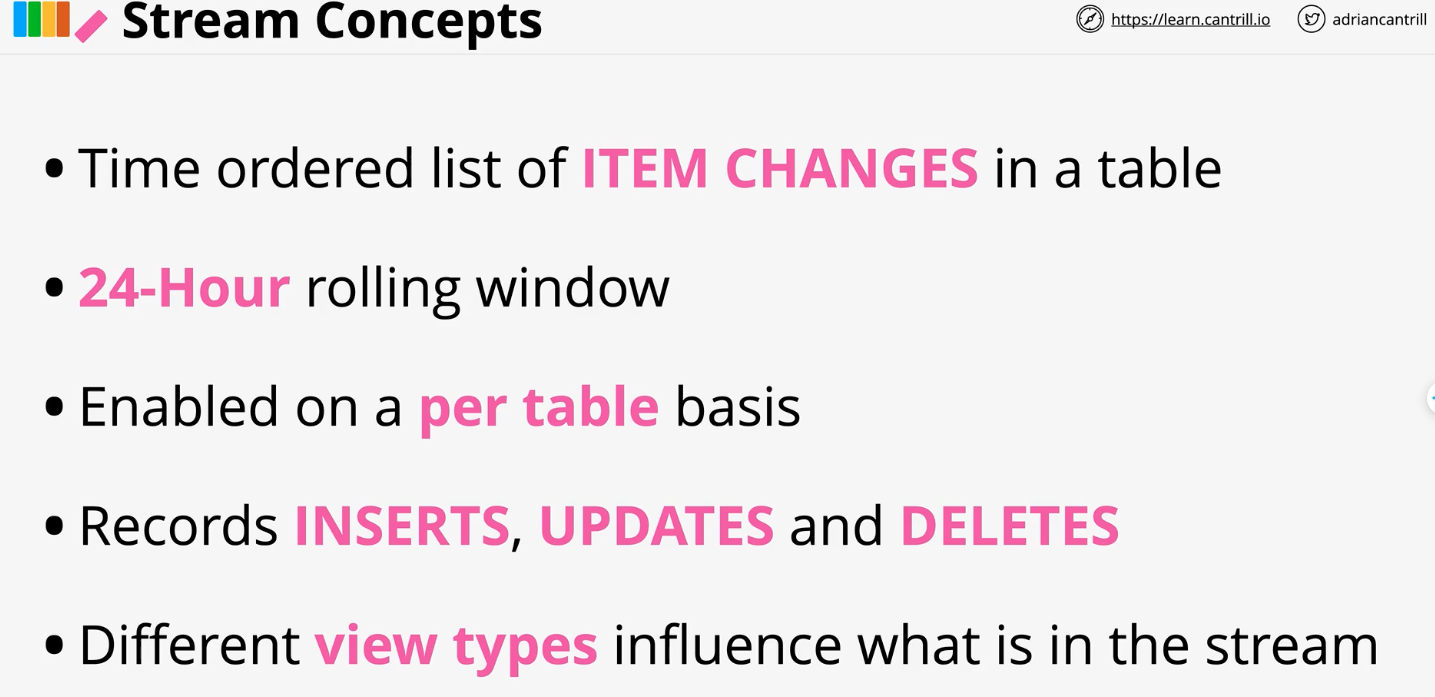 Stream Concepts
https://learn.cantrill.io
adriancantrill
• Time ordered list of ITEM CHANGES in a table
• 24-Hour rolling window
• Enabled on a per table basis
• Records INSERTS, UPDATES and DELETES
• Different view types influence what is in the stream